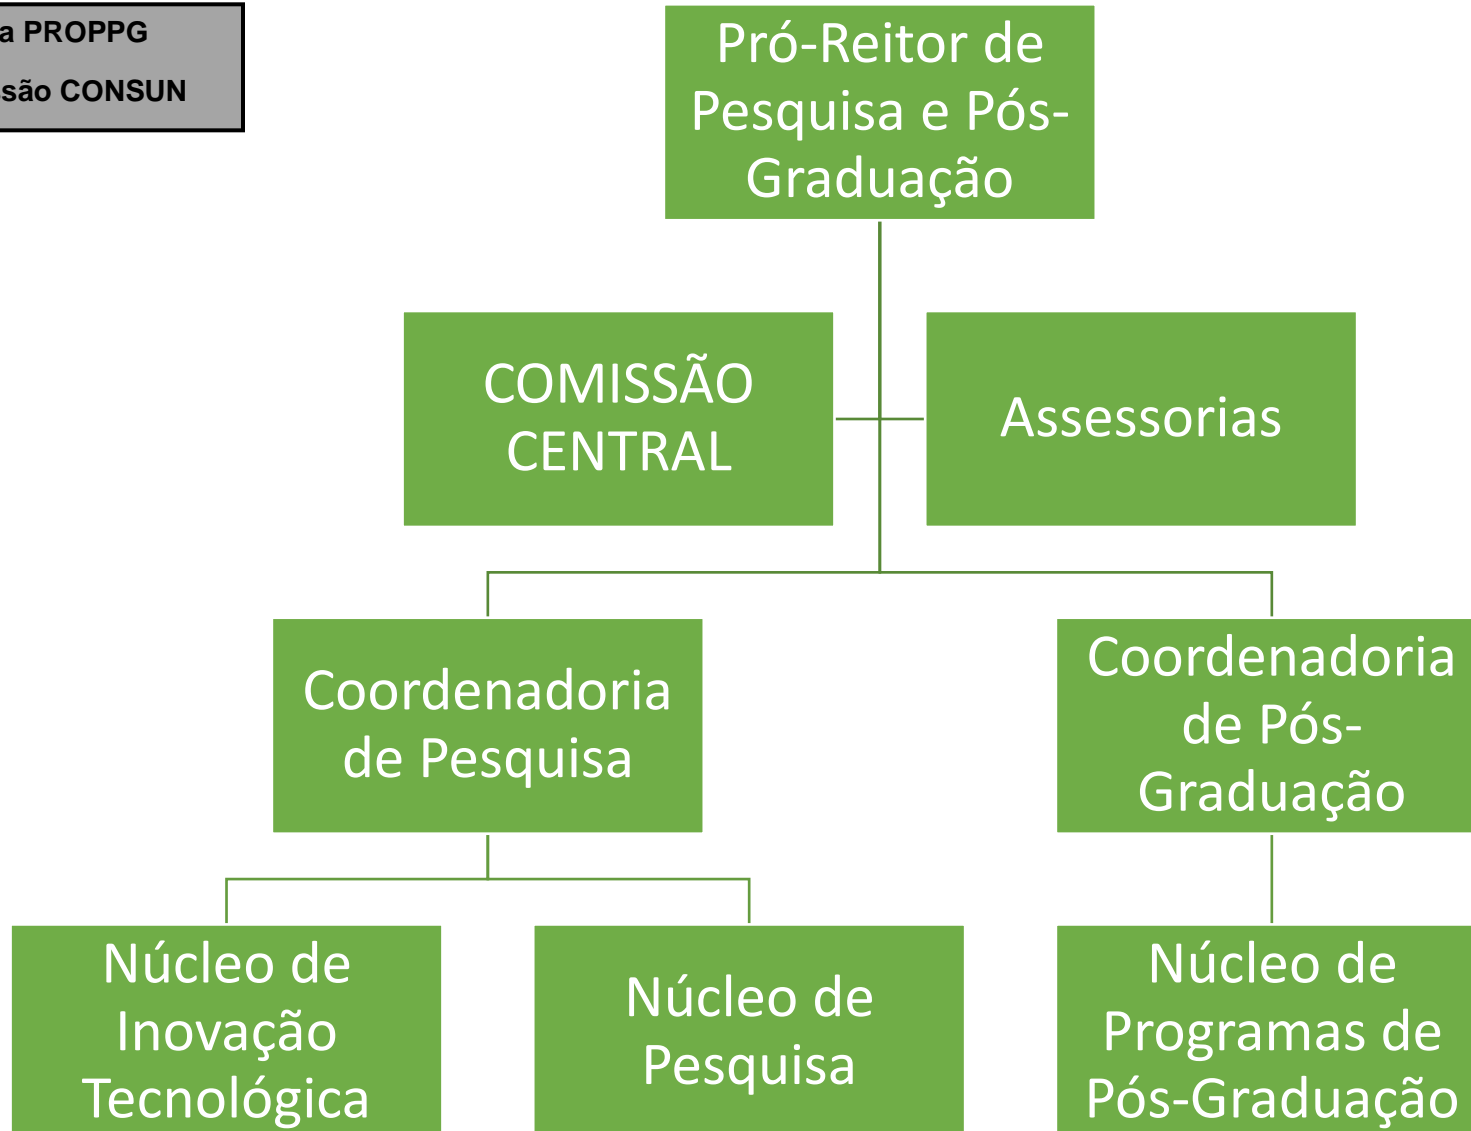 a PROPPG
ssão CONSUN
Pró-Reitor de
Pesquisa e Pós-
Graduação
COMISSÃO
CENTRAL
Assessorias
Coordenadoria
de Pesquisa
Coordenadoria
de Pós-
Graduação
Núcleo de
Inovação
Tecnológica
Núcleo de
Pesquisa
Núcleo de
Programas de
Pós-Graduação